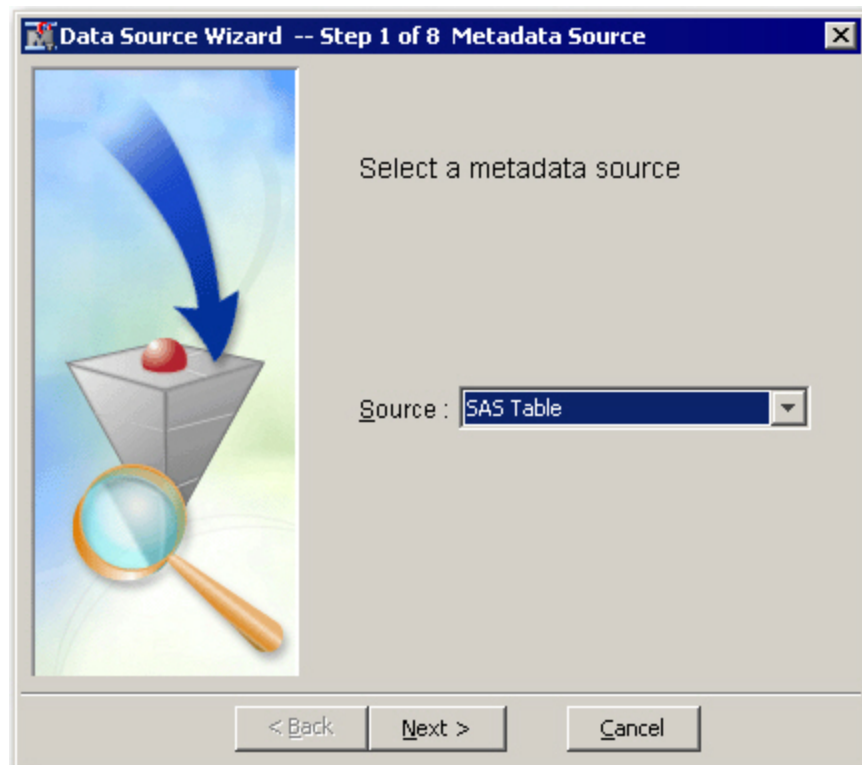 Data Source Wizard -- Step 1 of 8 Metadata Source
Select a metadata source
Source : SAS Table
< Back Next > Cancel